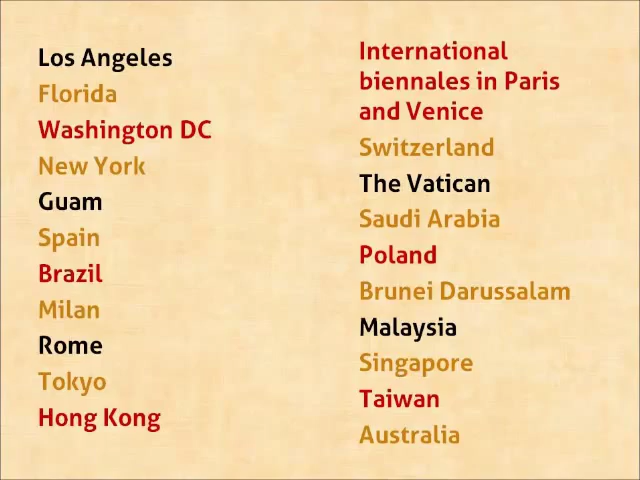 Los Angeles
Florida
Washington DC
New York
Guam
Spain
Brazil
Milan
Rome
Tokyo
Hong Kong
International
biennales in Paris
and Venice
Switzerland
The Vatican
Saudi Arabia
Poland
Brunei Darussalam
Malaysia
Singapore
Taiwan
Australia